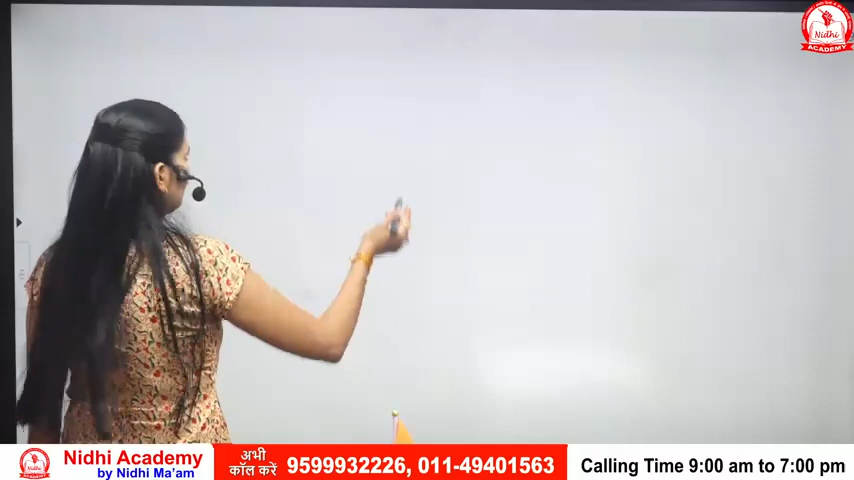 Nidhi
ACADEMY
Nidhi Academy
by Nidhi Ma'am
अभी
कॉल करें
9599932226, 011-49401563
Calling Time 9:00 am to 7:00 pm